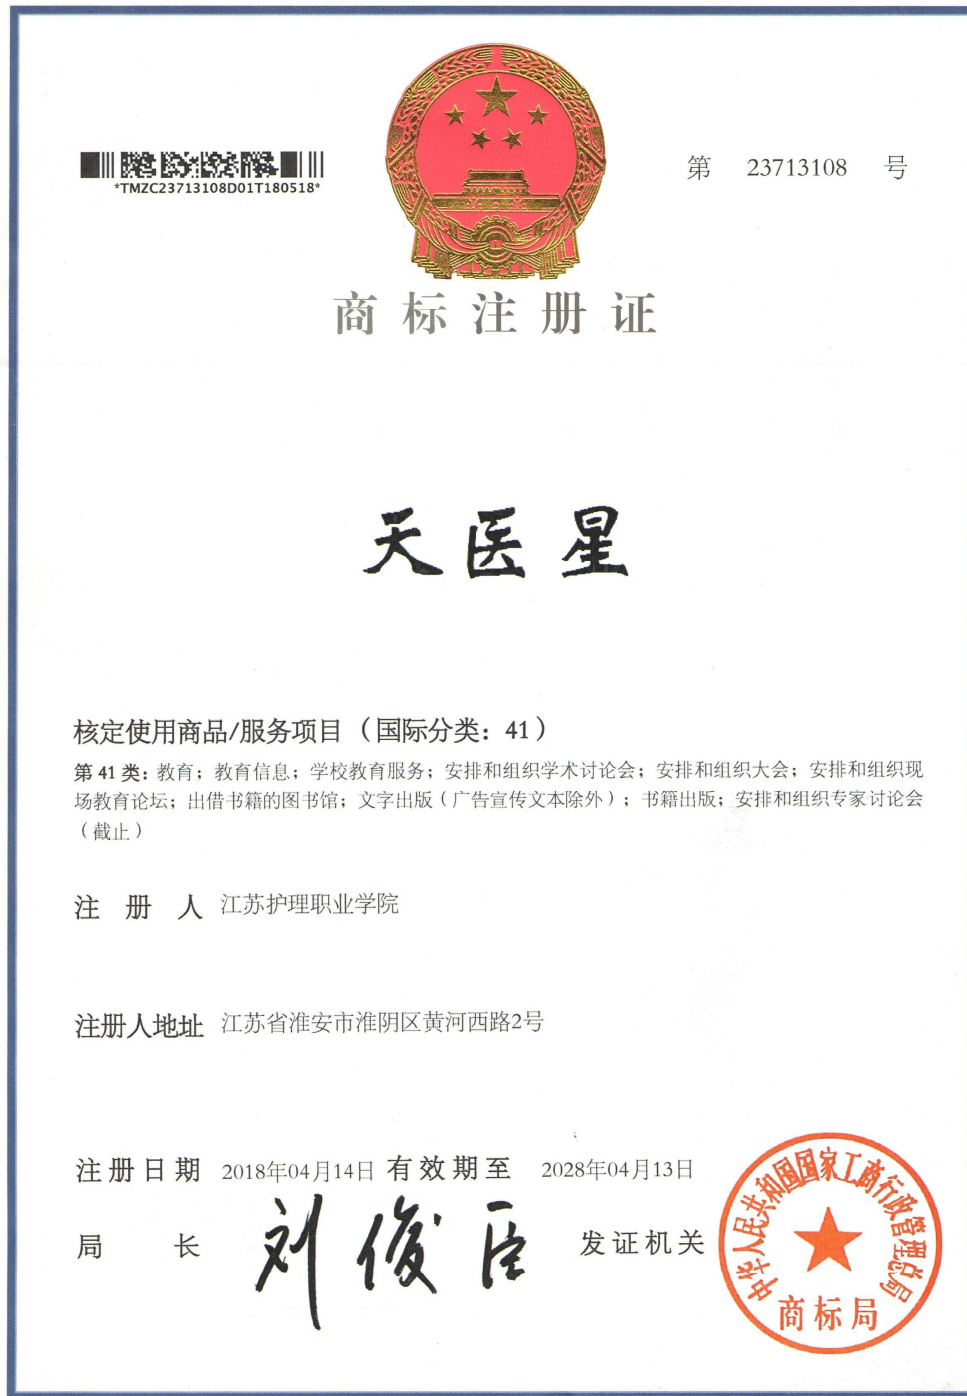 *TMZC23713108D01T180518*
第 23713108 号
商标注册证
天医星
核定使用商品/服务项目（国际分类：41）
第 41 类：教育；教育信息；学校教育服务；安排和组织学术讨论会；安排和组织大会；安排和组织现
场教育论坛；出借书籍的图书馆；文字出版（广告宣传文本除外）；书籍出版；安排和组织专家讨论会
（截止）
注 册 人 江苏护理职业学院
注册人地址 江苏省淮安市淮阴区黄河西路2号
注册日期 2018年04月14日 有效期至 2028年04月13日
局 长 刘俊臣 发证机关
中华人民共和国国家工商行政管理总局
商标局